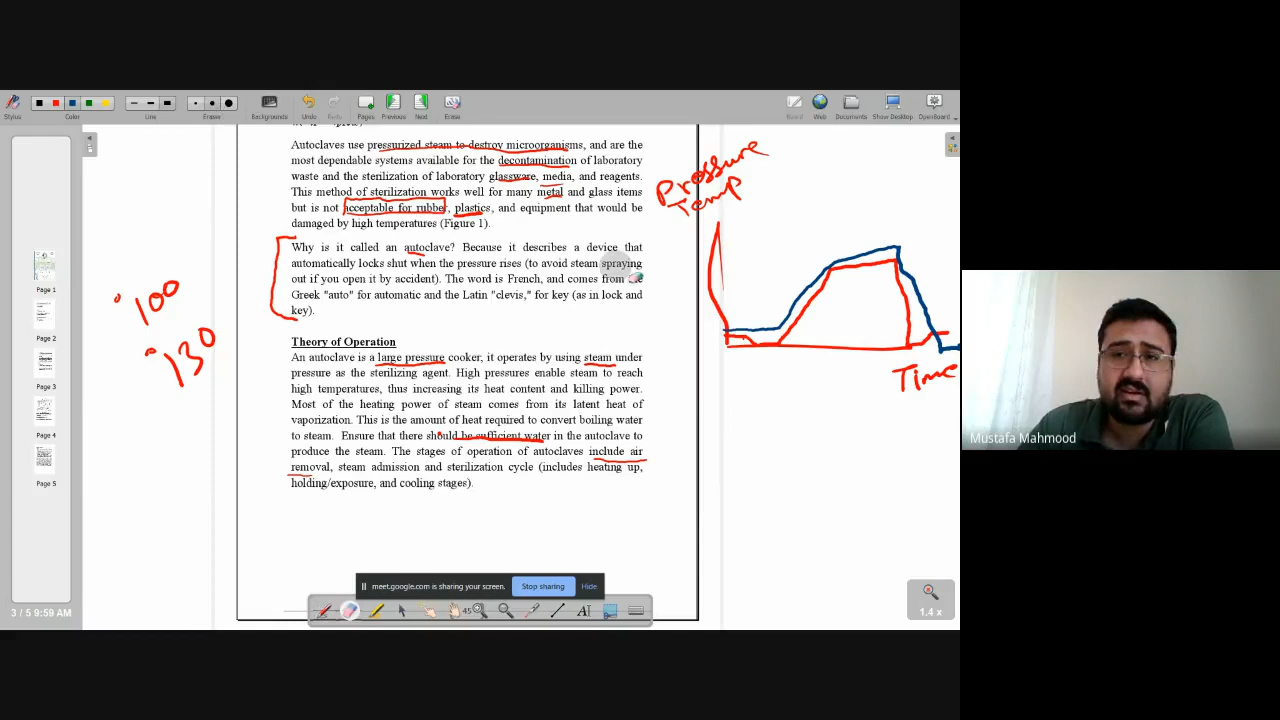 Stylus
Color
Line
Eraser
Backgrounds
Undo
Redo
Pages
Previous
Next
Erase
Board
Web
Documents
Show Desktop
OpenBoard
Autoclaves use pressurized steam to destroy microorganisms, and are the
most dependable systems available for the decontamination of laboratory
waste and the sterilization of laboratory glassware, media, and reagents.
This method of sterilization works well for many metal and glass items
but is not acceptable for rubber, plastics, and equipment that would be
damaged by high temperatures (Figure 1).
Why is it called an autoclave? Because it describes a device that
automatically locks shut when the pressure rises (to avoid steam spraying
out if you open it by accident). The word is French, and comes from the
Greek "auto" for automatic and the Latin "clevis," for key (as in lock and
key).
Theory of Operation
An autoclave is a large pressure cooker; it operates by using steam under
pressure as the sterilizing agent. High pressures enable steam to reach
high temperatures, thus increasing its heat content and killing power.
Most of the heating power of steam comes from its latent heat of
vaporization. This is the amount of heat required to convert boiling water
to steam. Ensure that there should be sufficient water in the autoclave to
produce the steam. The stages of operation of autoclaves include air
removal, steam admission and sterilization cycle (includes heating up,
holding/exposure, and cooling stages).
°100
°130
Pressure
Temp
Time
Page 1
Page 2
Page 3
Page 4
Page 5
meet.google.com is sharing your screen.
Stop sharing
Hide
45
3 / 5 9:59 AM
1.4 x
Mustafa Mahmood